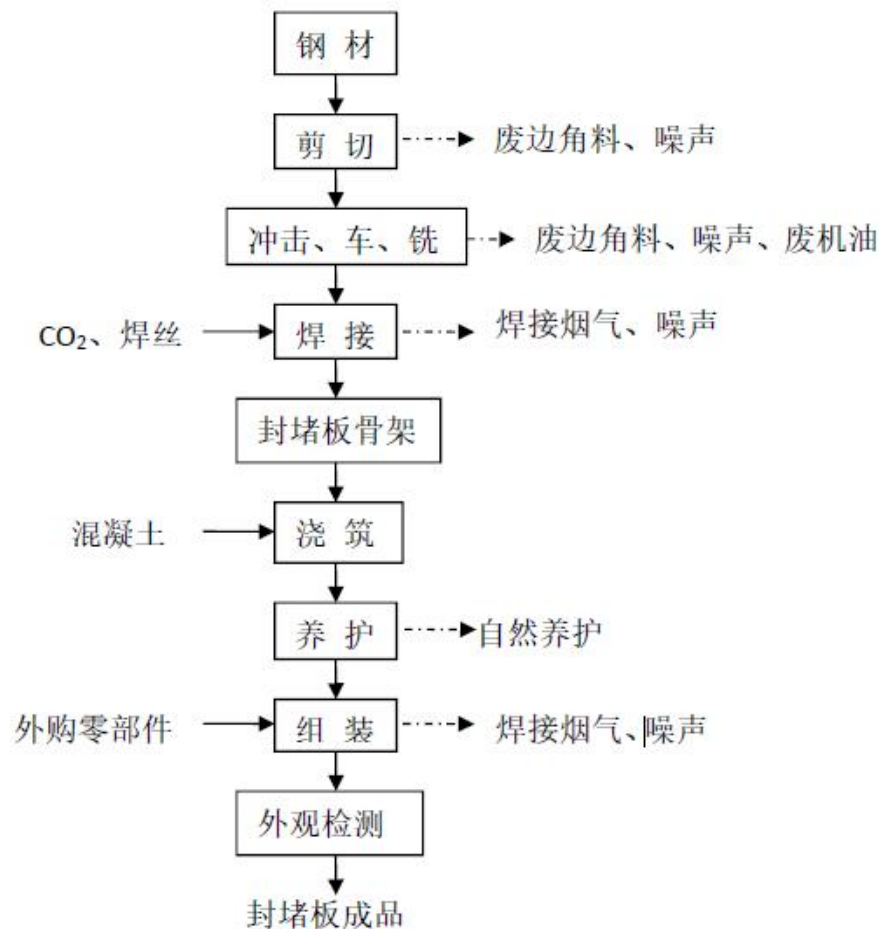 钢 材
剪 切
废边角料、噪声
冲击、车、铣
废边角料、噪声、废机油
CO₂、焊丝
焊 接
焊接烟气、噪声
封堵板骨架
混凝土
浇 筑
养 护
自然养护
外购零部件
组 装
焊接烟气、噪声
外观检测
封堵板成品